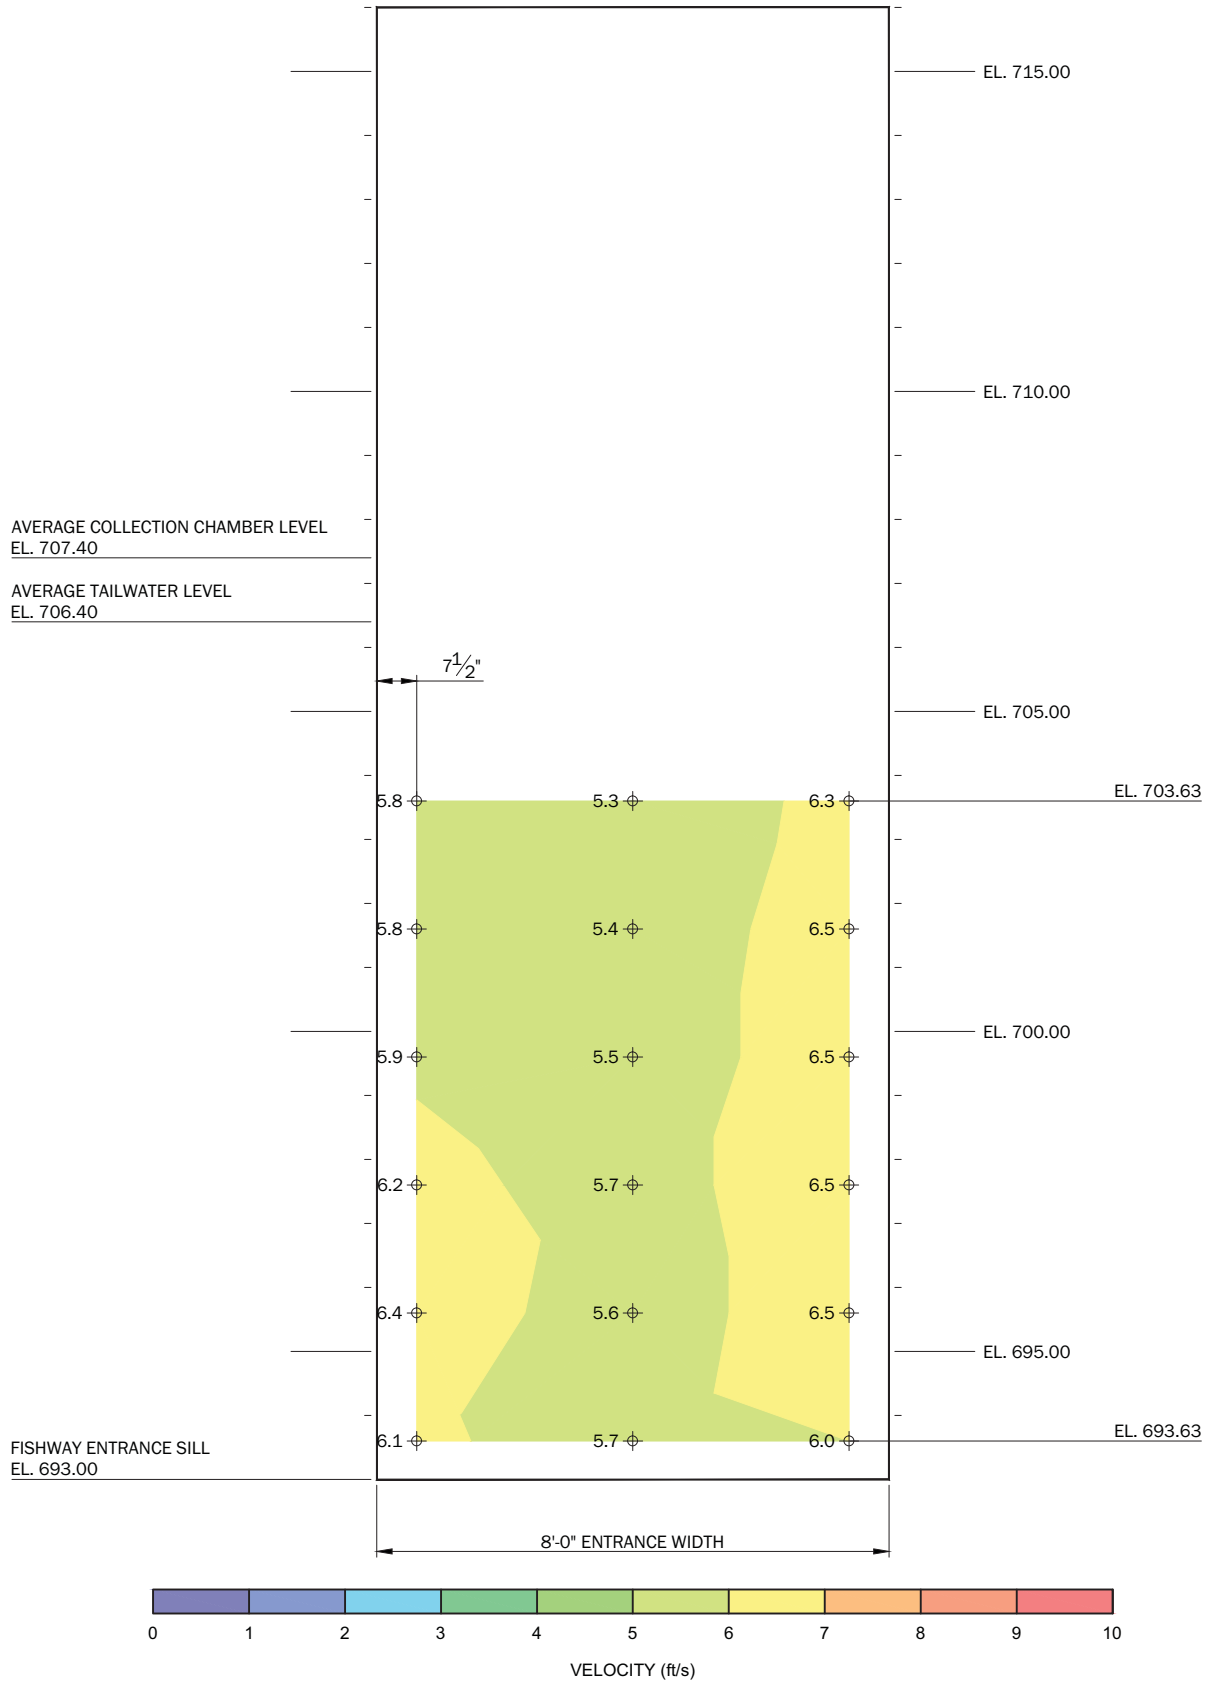 EL. 715.00
EL. 710.00
AVERAGE COLLECTION CHAMBER LEVEL
EL. 707.40
AVERAGE TAILWATER LEVEL
EL. 706.40
7 1/2"
EL. 705.00
5.8 5.3 6.3 EL. 703.63
5.8 5.4 6.5
5.9 5.5 6.5 EL. 700.00
6.2 5.7 6.5
6.4 5.6 6.5
EL. 695.00
6.1 5.7 6.0 EL. 693.63
FISHWAY ENTRANCE SILL
EL. 693.00
8'-0" ENTRANCE WIDTH
0 1 2 3 4 5 6 7 8 9 10
VELOCITY (ft/s)